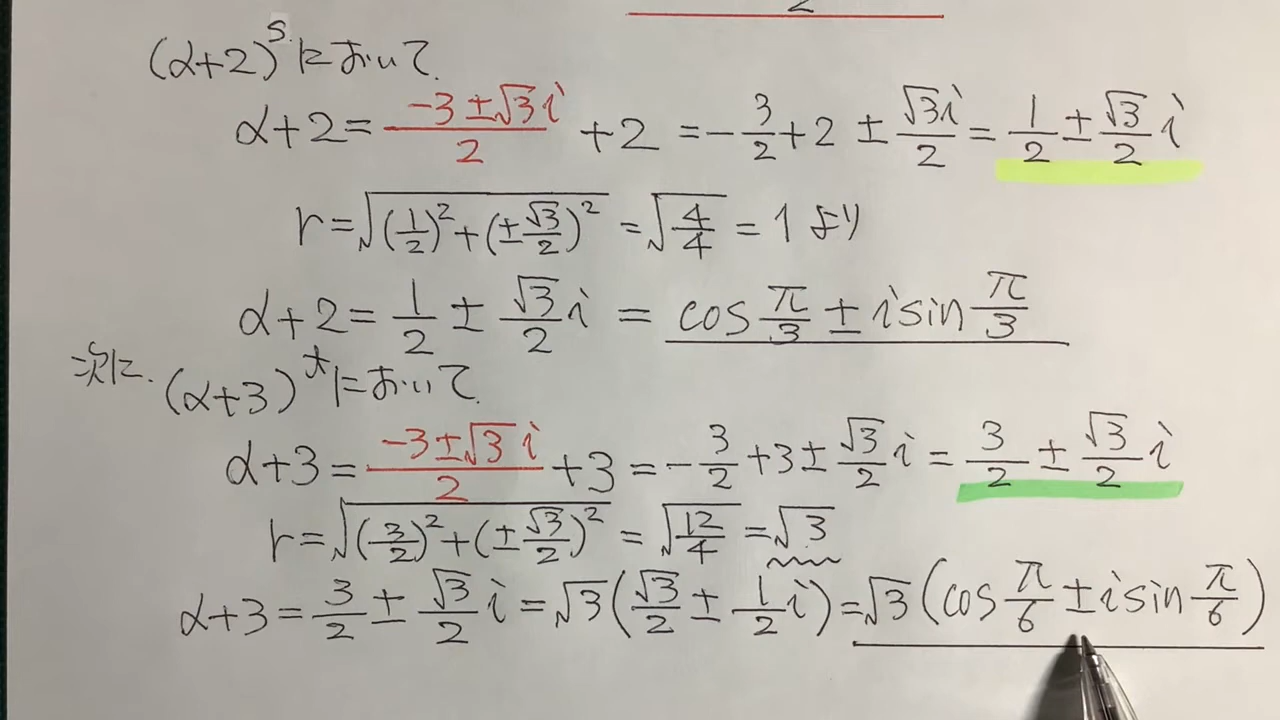 2
(α+2)^s において
α+2 = (-3±√3i)/2 + 2 = -3/2 + 2 ± √3i/2 = 1/2 ± √3/2 i
r = √((1/2)² + (±√3/2)²) = √(4/4) = 1 より
α+2 = 1/2 ± √3/2 i = cos π/3 ± i sin π/3
次に.
(α+3)^t において
α+3 = (-3±√3i)/2 + 3 = -3/2 + 3 ± √3/2 i = 3/2 ± √3/2 i
r = √((3/2)² + (±√3/2)²) = √(12/4) = √3
α+3 = 3/2 ± √3/2 i = √3(√3/2 ± 1/2 i) = √3(cos π/6 ± i sin π/6)